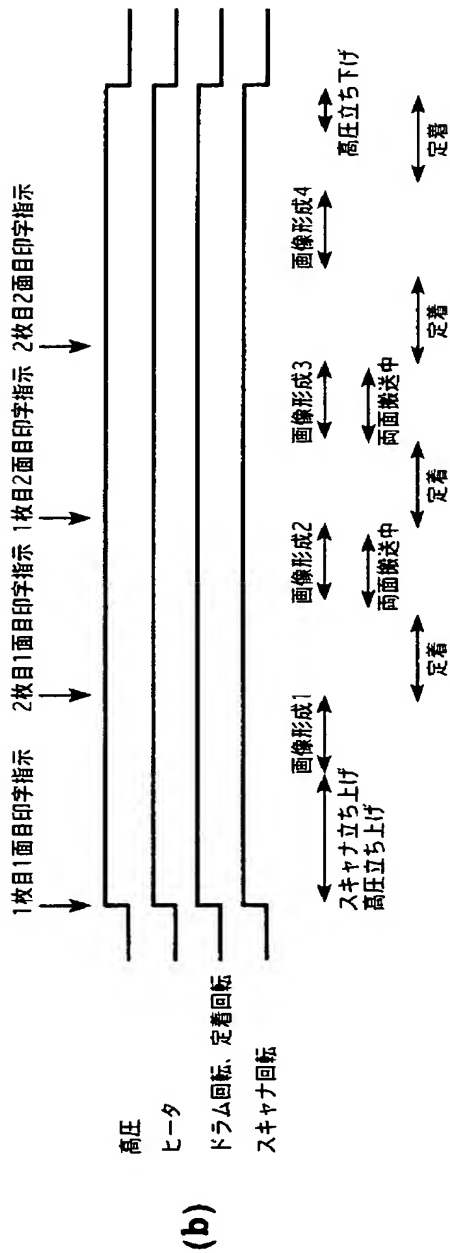 (b)
1枚目1面目印字指示
2枚目1面目印字指示
1枚目2面目印字指示
2枚目2面目印字指示
高圧
ヒータ
ドラム回転、定着回転
スキャナ回転
スキャナ立ち上げ
高圧立ち上げ
画像形成1
画像形成2
画像形成3
画像形成4
高圧立ち下げ
両面搬送中
両面搬送中
定着
定着
定着
定着